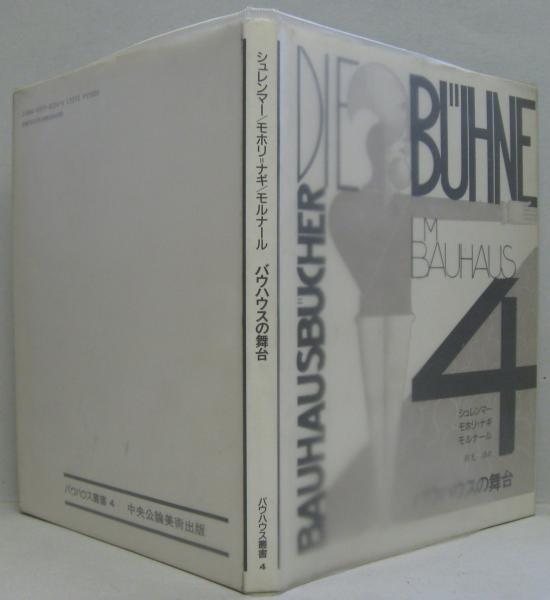 バウハウス叢書 4 中央公論美術出版
シュレンマー/モホリ=ナギ/モルナール バウハウスの舞台
バウハウス叢書 4
DIE
BÜHNE
IM
BAUHAUS
4
BAUHAUSBÜCHER
シュレンマー
モホリ・ナギ
モルナール
バウハウスの舞台